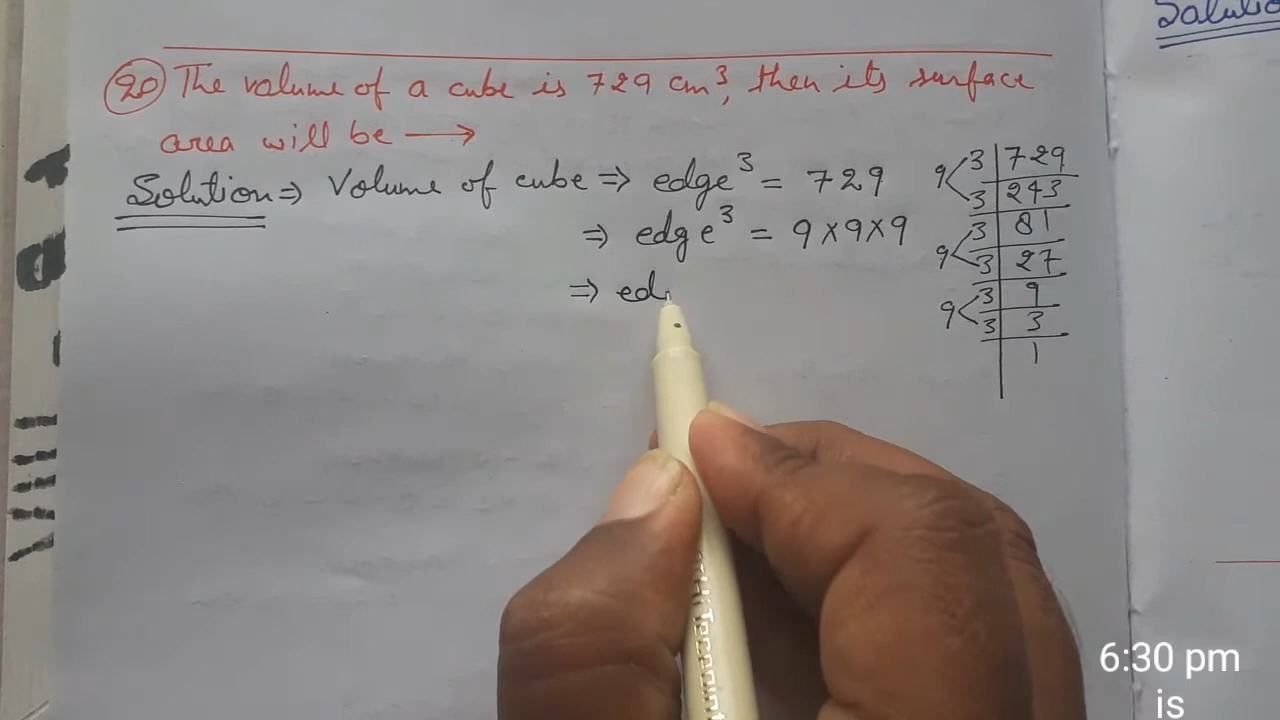 Solutio
20 The volume of a cube is 729 cm³, then its surface
area will be ⟶
Solution ⇒ Volume of cube ⇒ edge³ = 729
⇒ edge³ = 9×9×9
⇒ ed
9 < 3 | 729
3 | 243
9 < 3 | 81
3 | 27
9 < 3 | 9
3 | 3
1
6:30 pm
is